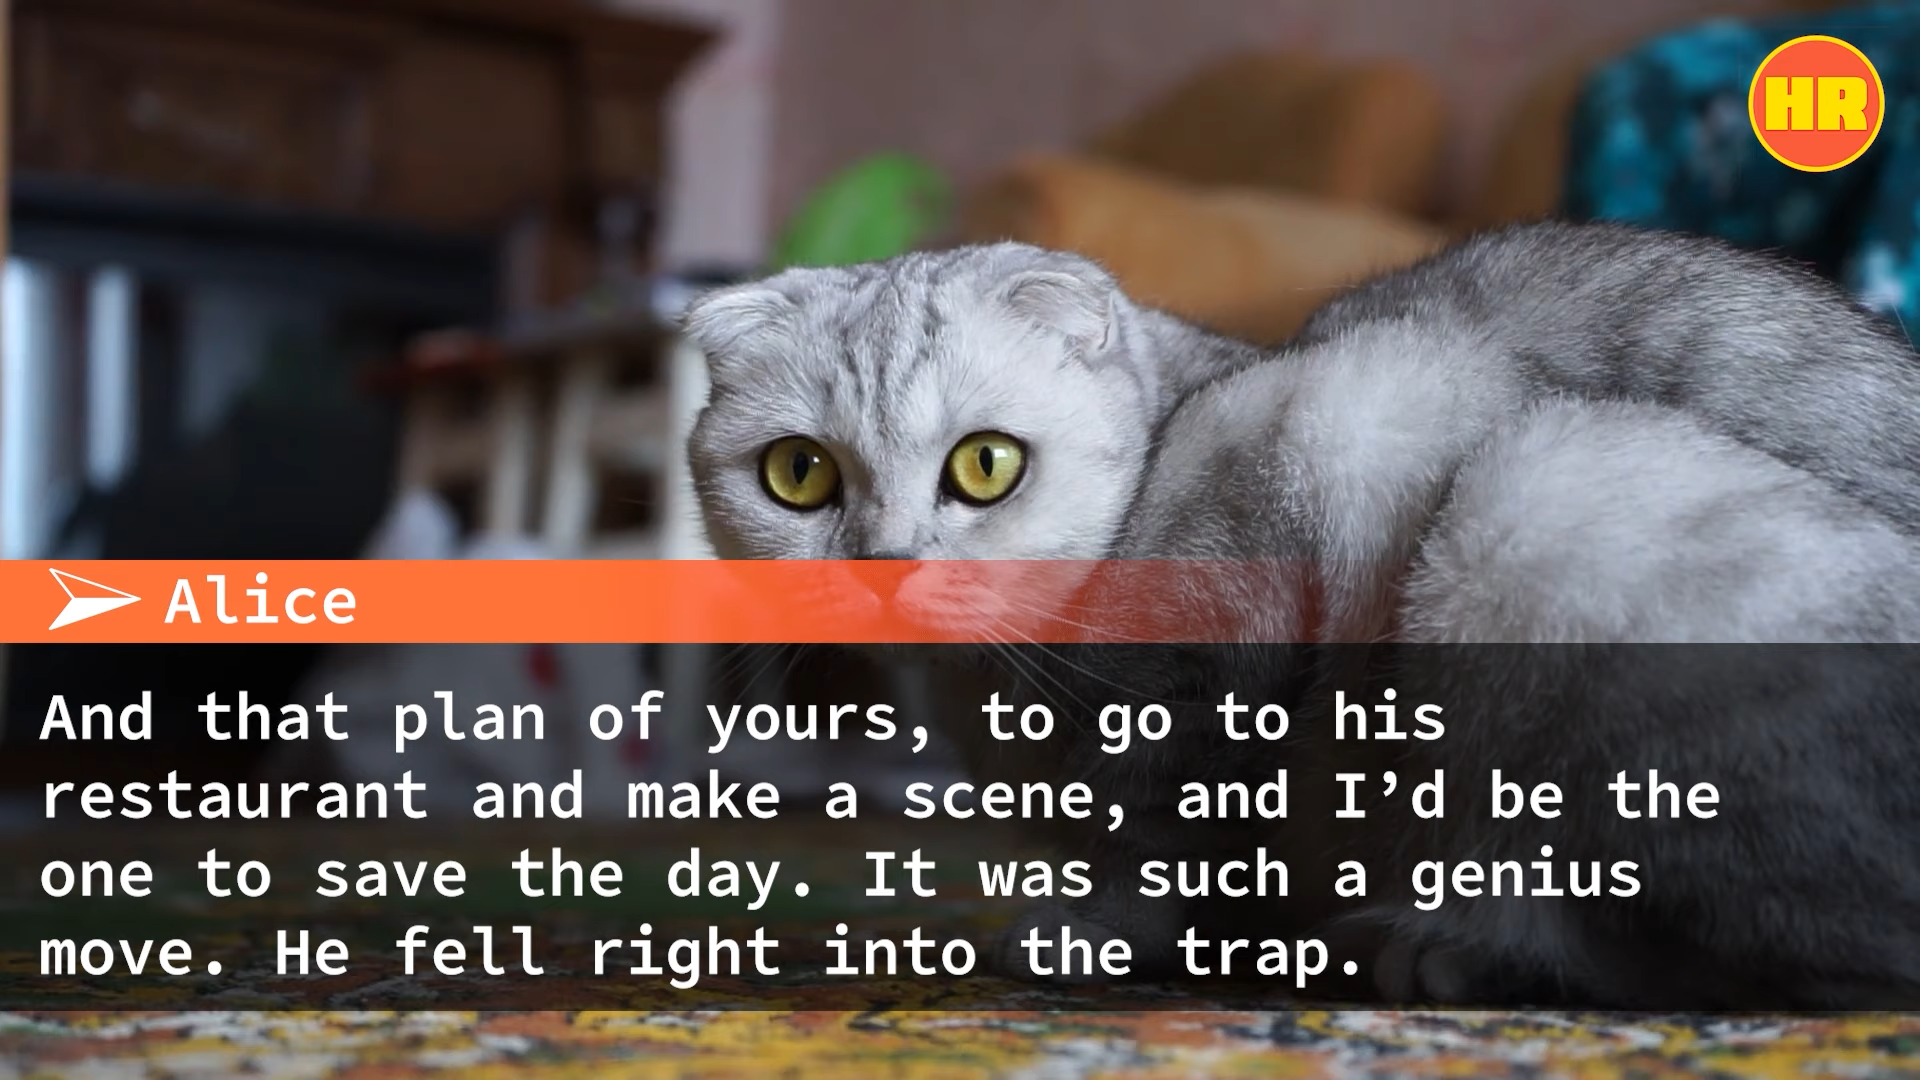 HR
Alice
And that plan of yours, to go to his
restaurant and make a scene, and I’d be the
one to save the day. It was such a genius
move. He fell right into the trap.